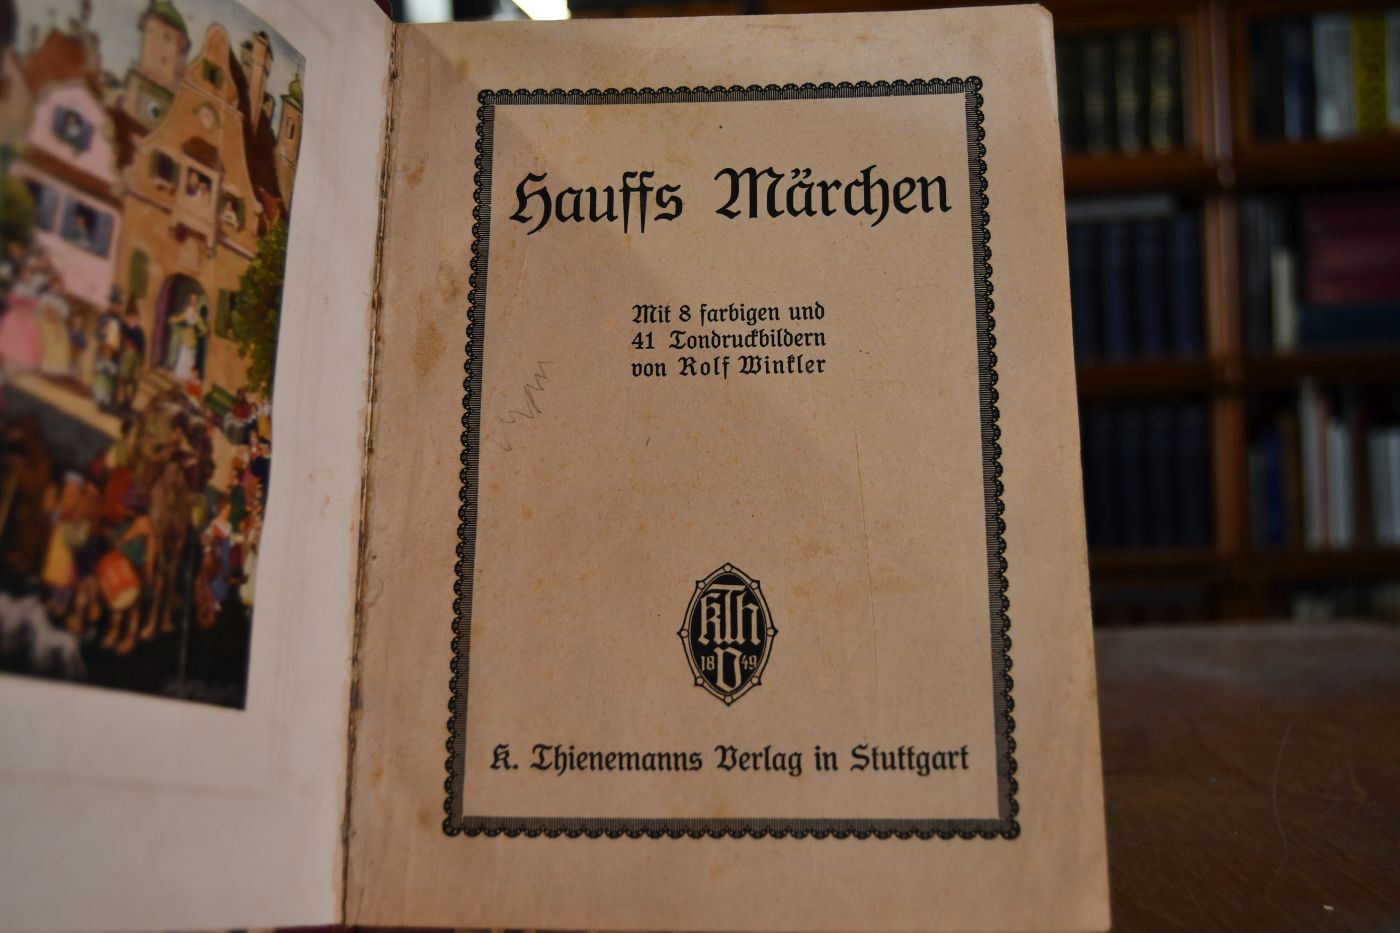 Hauffs Märchen
Mit 8 farbigen und
41 Tondruckbildern
von Rolf Winkler
KTh
18 V 49
K. Thienemanns Verlag in Stuttgart